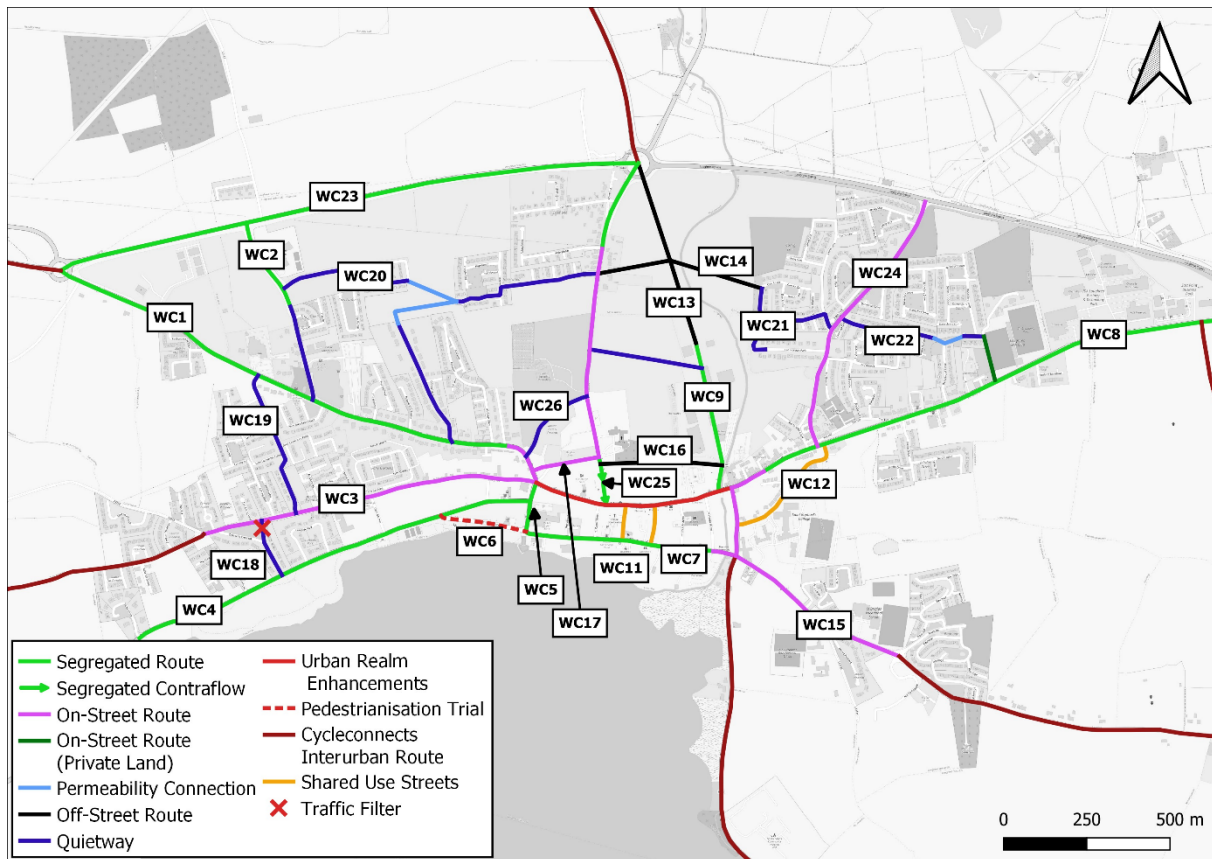 WC23
WC2
WC20
WC14
WC24
WC13
WC1
WC21
WC22
WC8
WC19
WC26
WC9
WC16
WC3
WC25
WC12
WC6
WC18
WC11
WC7
WC5
WC4
WC17
WC15
Segregated Route
Segregated Contraflow
On-Street Route
On-Street Route
(Private Land)
Permeability Connection
Off-Street Route
Quietway
Urban Realm
Enhancements
Pedestrianisation Trial
Cycleconnects
Interurban Route
Shared Use Streets
Traffic Filter
0 250 500 m